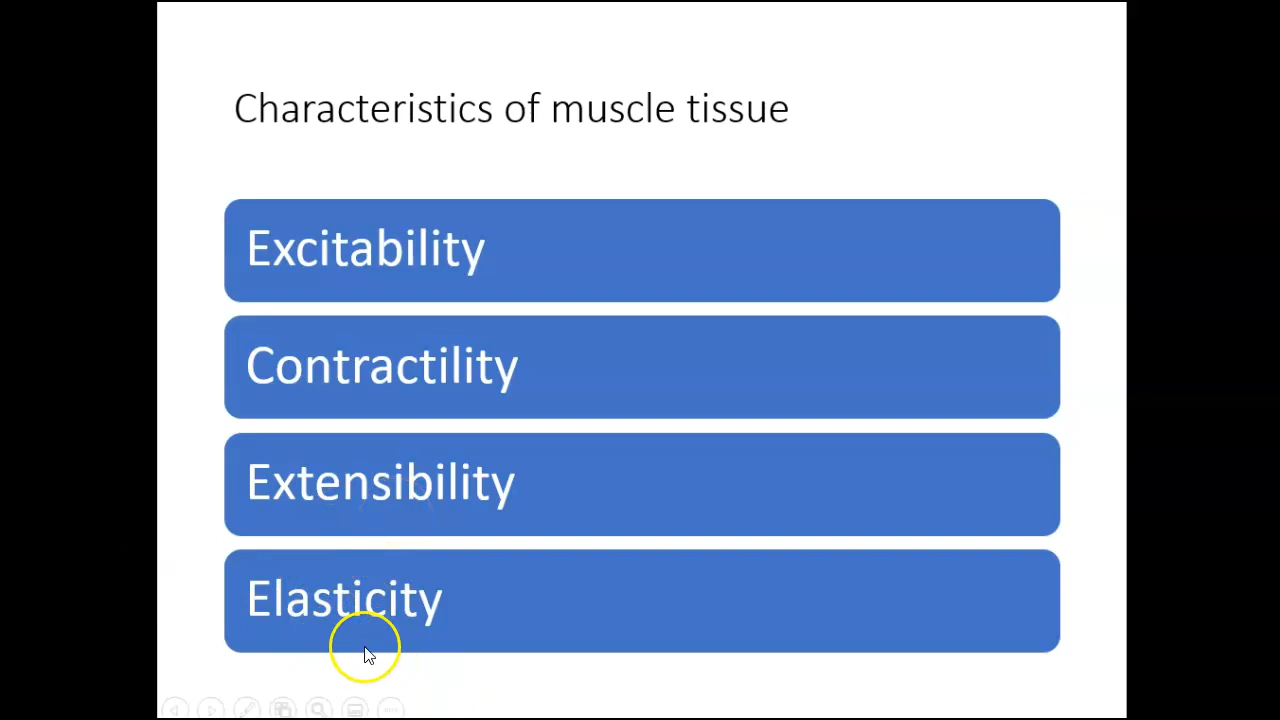 Characteristics of muscle tissue
Excitability
Contractility
Extensibility
Elasticity